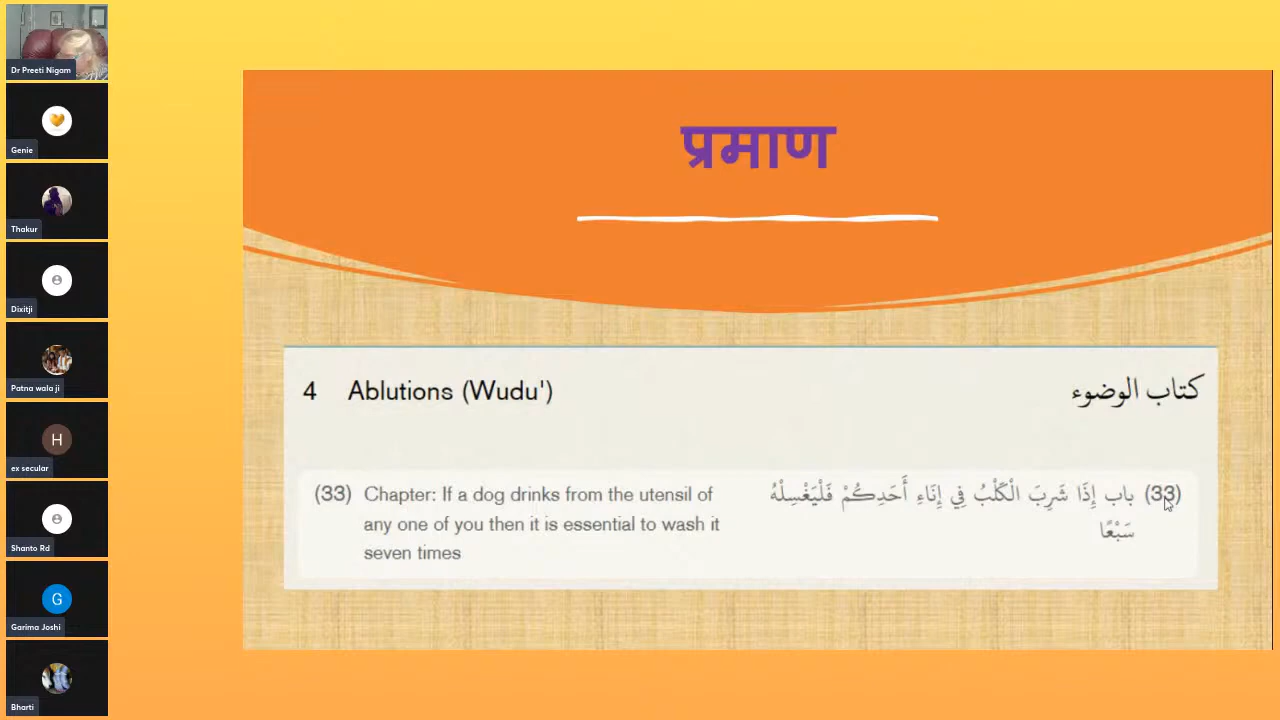 Dr Preeti Nigam
Genie
Thakur
Dixitji
Patna wala ji
H
ex secular
Shanto Rd
G
Garima Joshi
Bharti
प्रमाण
4 Ablutions (Wudu') كتاب الوضوء
(33) Chapter: If a dog drinks from the utensil of
any one of you then it is essential to wash it
seven times
(33) باب إِذَا شَرِبَ الْكَلْبُ فِي إِنَاءِ أَحَدِكُمْ فَلْيَغْسِلْهُ
سَبْعًا